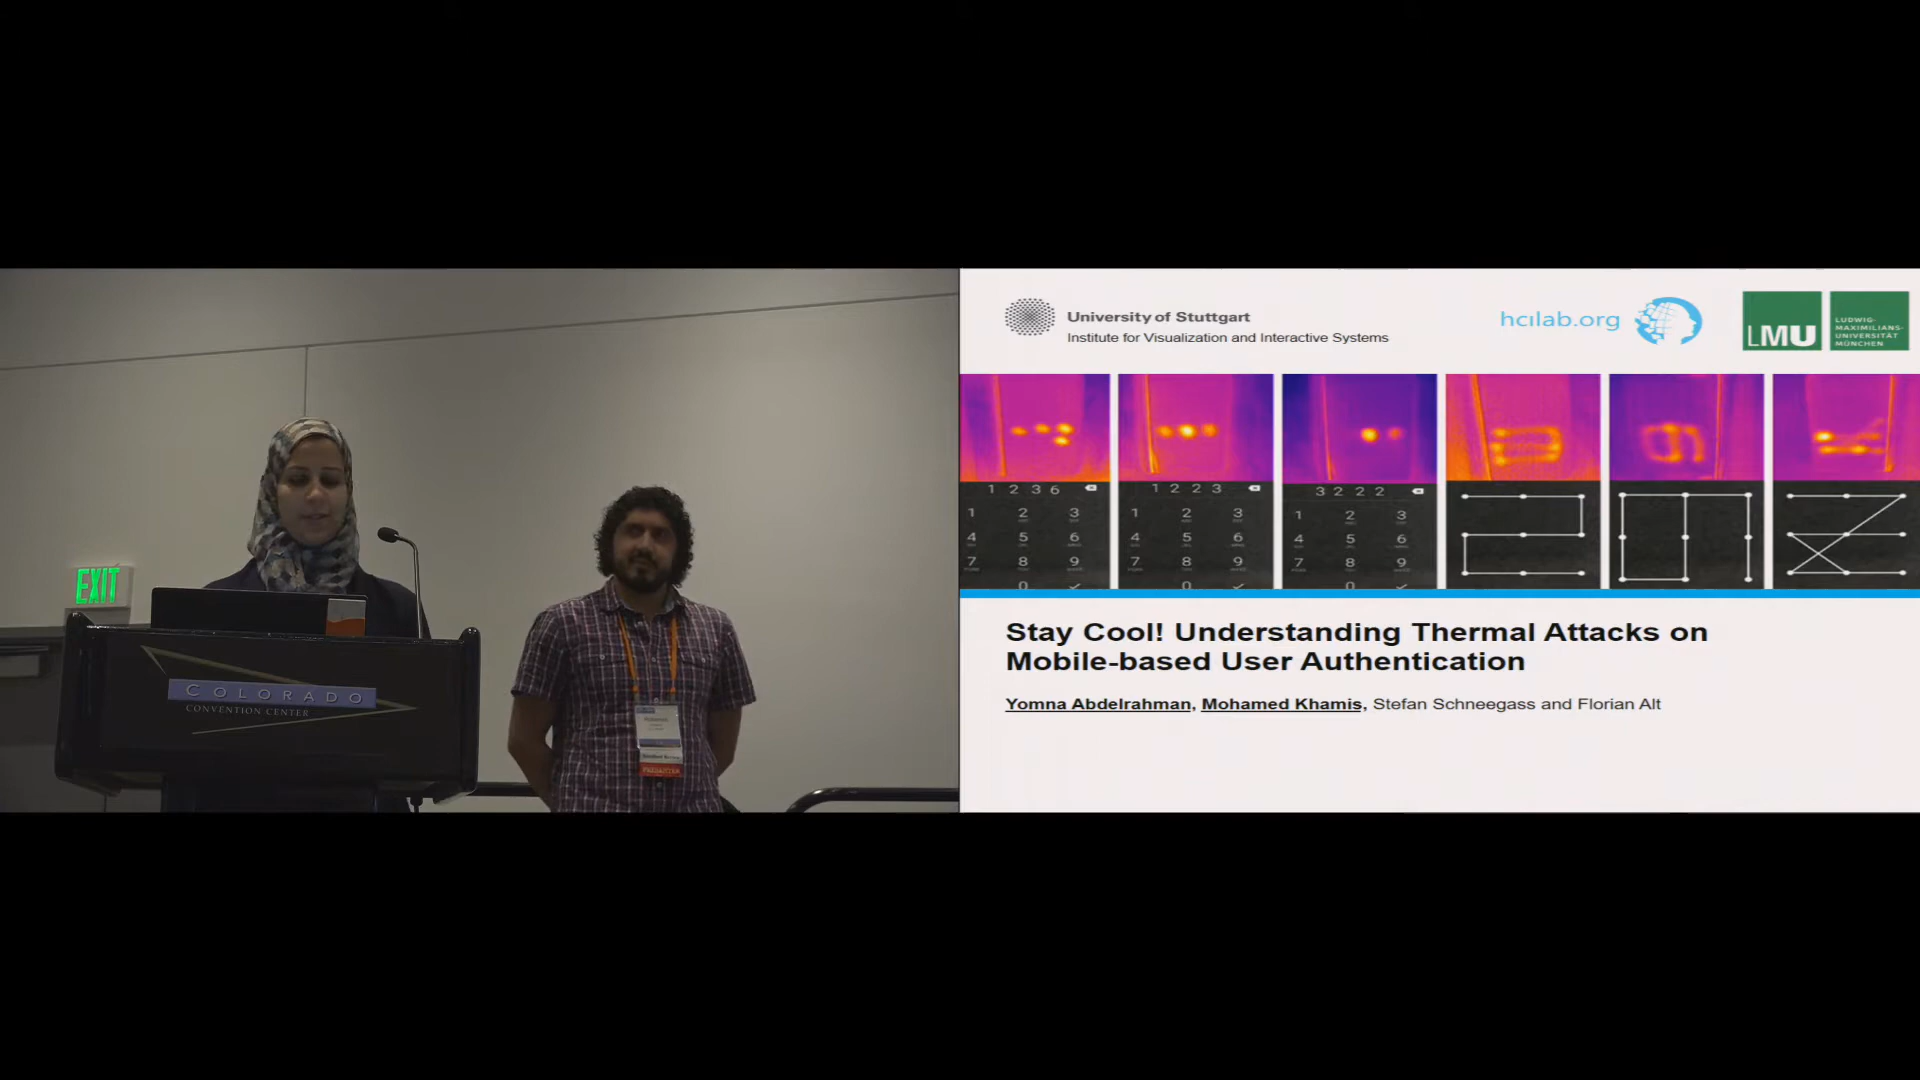 EXIT
COLORADO
CONVENTION CENTER
PRESENTER
University of Stuttgart
Institute for Visualization and Interactive Systems
hcilab.org
LMU
LUDWIG-
MAXIMILIANS-
UNIVERSITÄT
MÜNCHEN
1 2 3 6
1 2 3
4 5 6
7 8 9
0
1 2 2 3
1 2 3
4 5 6
7 8 9
0
3 2 2 2
1 2 3
4 5 6
7 8 9
0
Stay Cool! Understanding Thermal Attacks on
Mobile-based User Authentication
Yomna Abdelrahman, Mohamed Khamis, Stefan Schneegass and Florian Alt